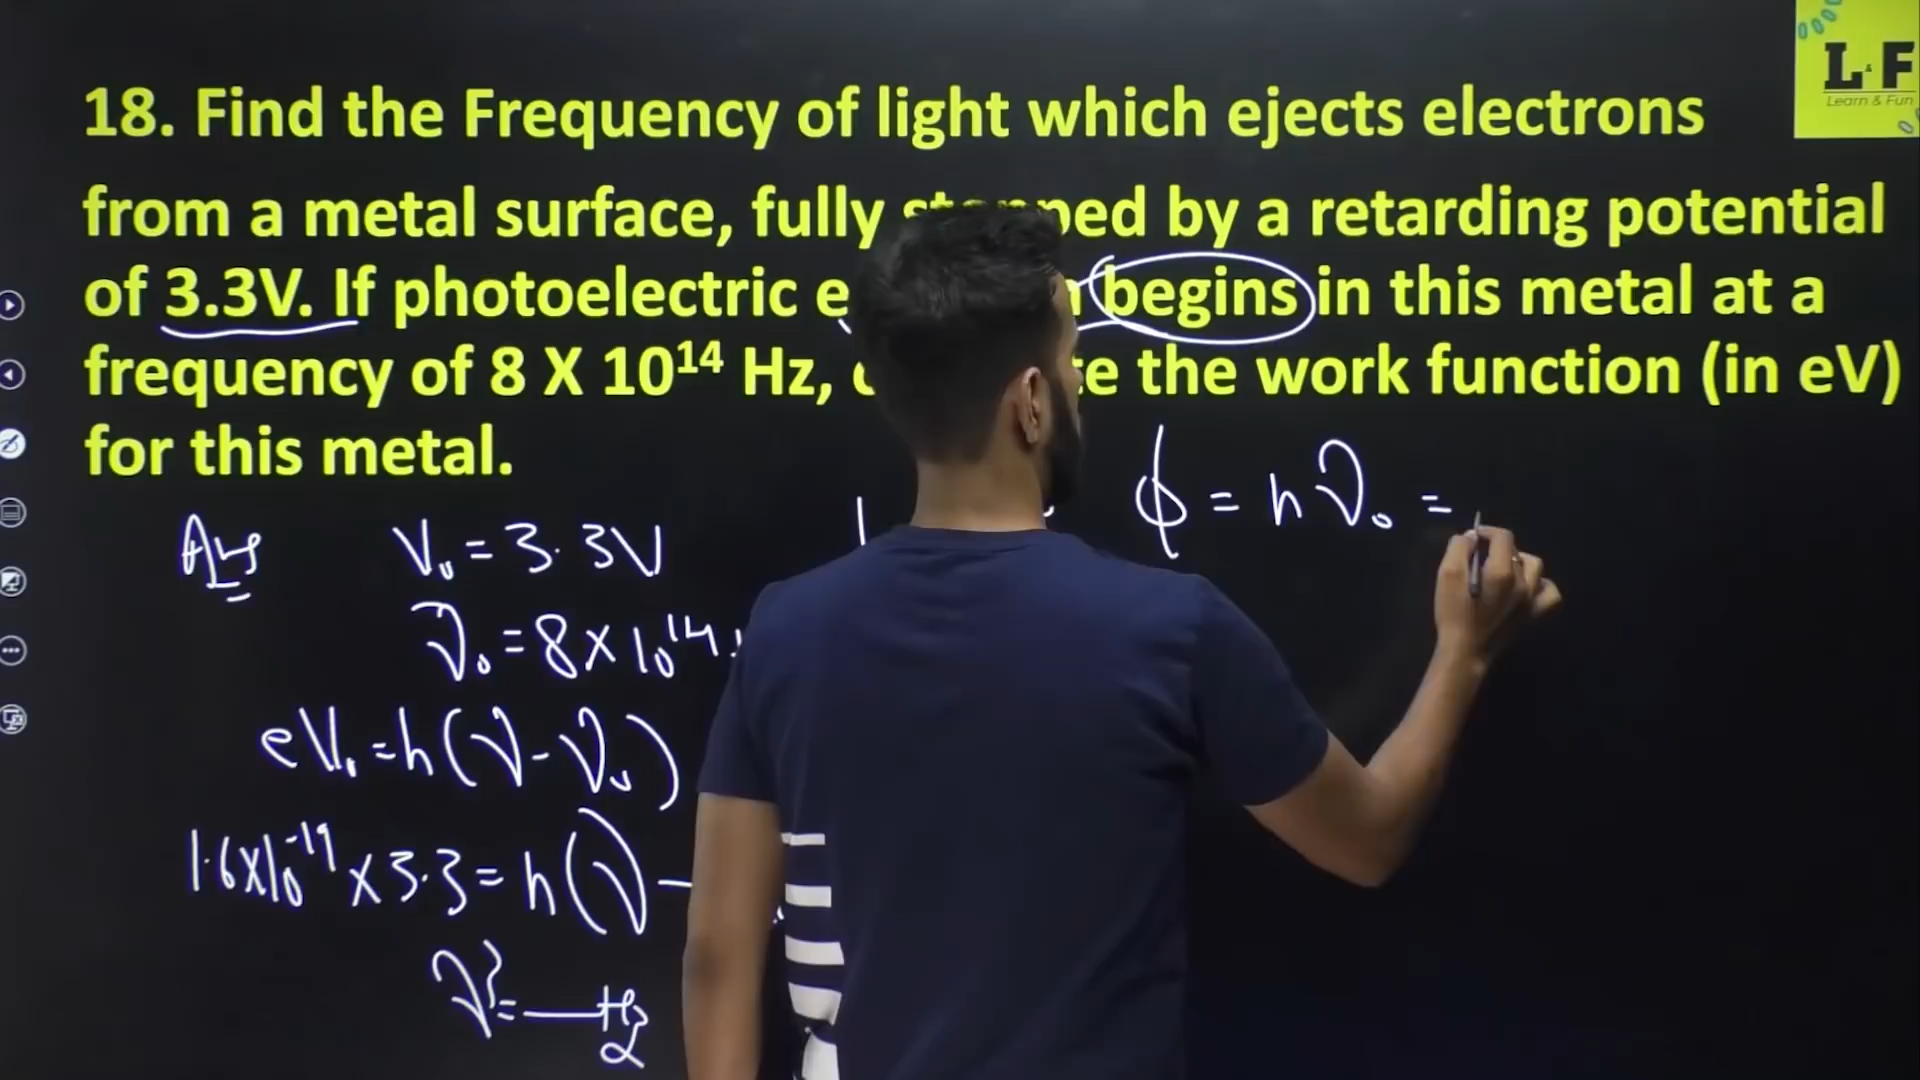 L&F
Learn & Fun
18. Find the Frequency of light which ejects electrons
from a metal surface, fully by a retarding potential
of 3.3V. If photoelectric begins in this metal at a
frequency of 8 X 10¹⁴ Hz, the work function (in eV)
for this metal.
Ans V₀ = 3.3V
ν₀ = 8 × 10¹⁴
eV₀ = h(ν - ν₀)
1.6×10⁻¹⁹ × 3.3 = h(ν −
ν = — Hz
ϕ = hν₀ =